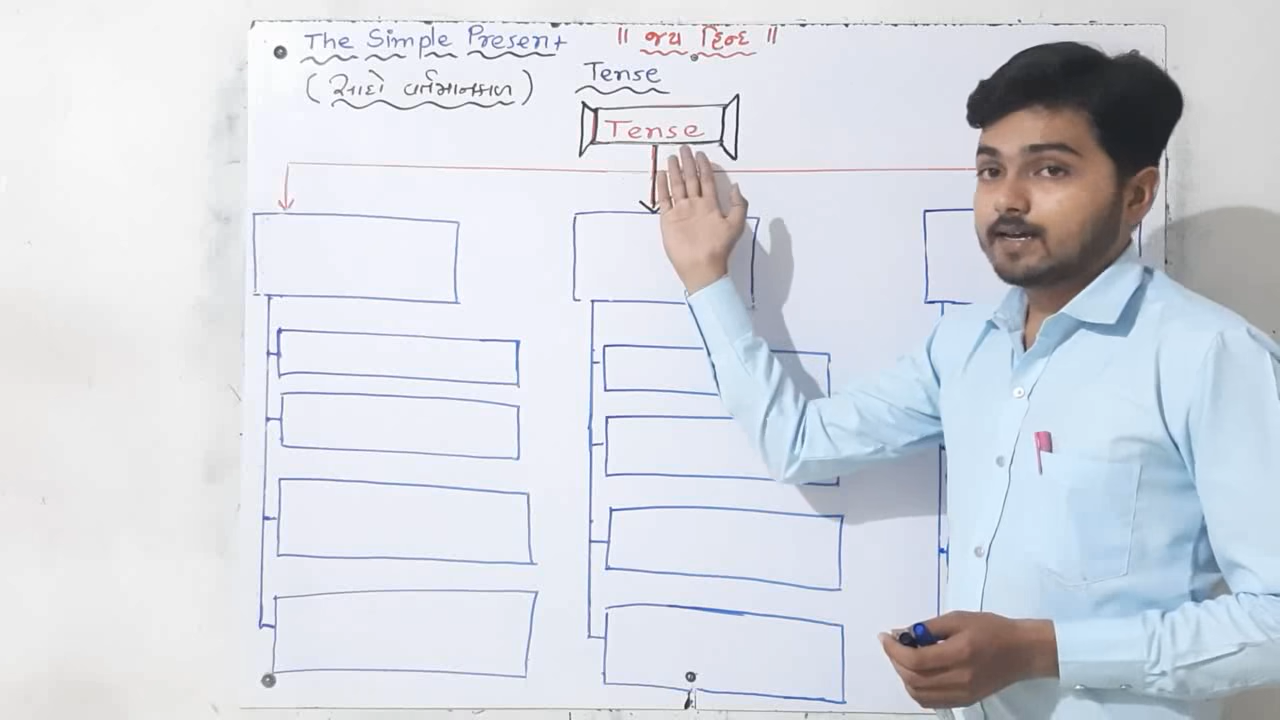 The Simple Present
|| જય હિન્દ ||
(સાદો વર્તમાનકાળ)
Tense
Tense